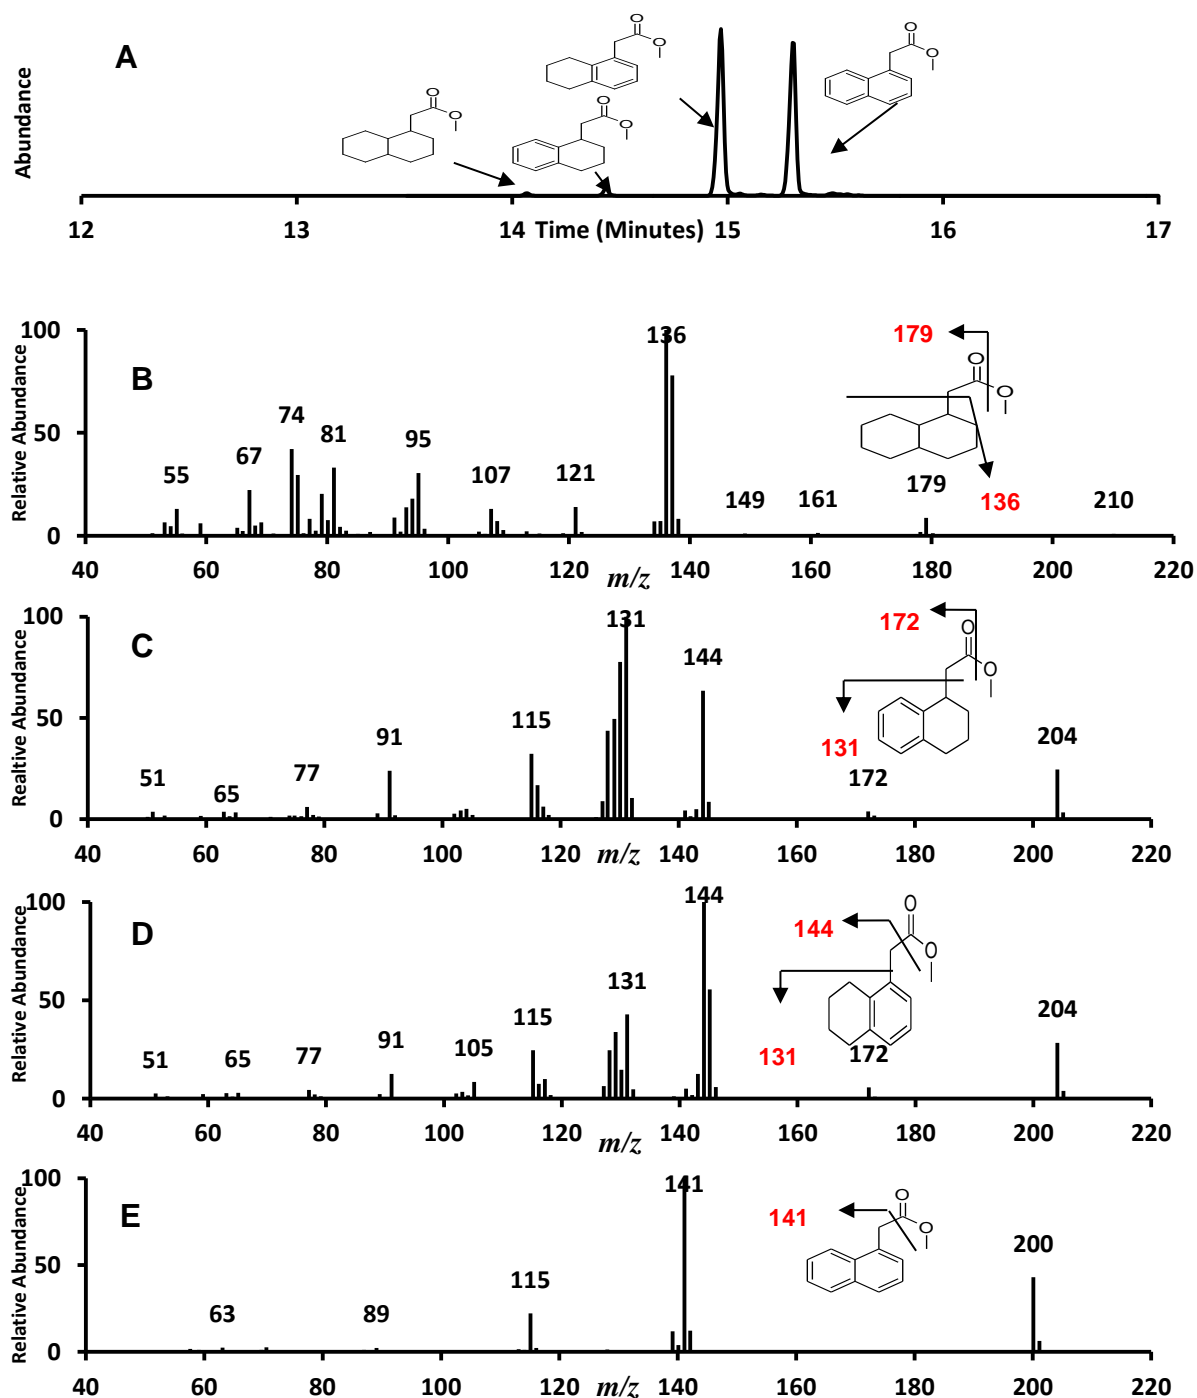 A
Abundance
O
O
O
O
O
O
O
O
12 13 14 Time (Minutes) 15 16 17
B
Relative Abundance
100
50
0
55 67 74 81 95 107 121 136 149 161 179 210
179
136
O
O
40 60 80 100 120 140 160 180 200 220
m/z
C
Realtive Abundance
100
50
0
51 65 77 91 115 131 144 172 204
172
131
O
O
40 60 80 100 120 140 160 180 200 220
m/z
D
Relative Abundance
100
50
0
51 65 77 91 105 115 131 144 172 204
144
131
O
O
40 60 80 100 120 140 160 180 200 220
m/z
E
Relative Abundance
100
50
0
63 89 115 141 200
141
O
O
40 60 80 100 120 140 160 180 200 220
m/z